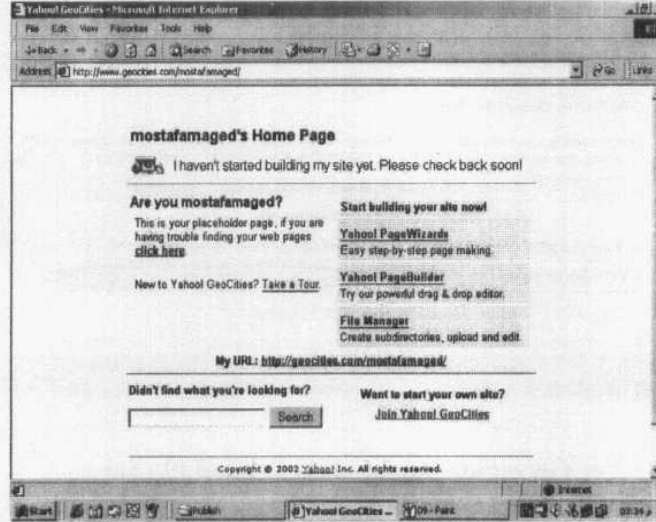 Yahoo! GeoCities - Microsoft Internet Explorer
File Edit View Favorites Tools Help
Back Search Favorites History
Address http://www.geocities.com/mostafamaged/ Go Links
mostafamaged's Home Page
I haven't started building my site yet. Please check back soon!
Are you mostafamaged?
This is your placeholder page, if you are
having trouble finding your web pages
click here.
New to Yahoo! GeoCities? Take a Tour.
Start building your site now!
Yahoo! PageWizards
Easy step-by-step page making.
Yahoo! PageBuilder
Try our powerful drag & drop editor.
File Manager
Create subdirectories, upload and edit.
My URL: http://geocities.com/mostafamaged/
Didn't find what you're looking for?
Search
Want to start your own site?
Join Yahoo! GeoCities
Copyright © 2002 Yahoo! Inc. All rights reserved.
Internet
Start Publish Yahoo! GeoCities ... 09 - Paint 03:34 م